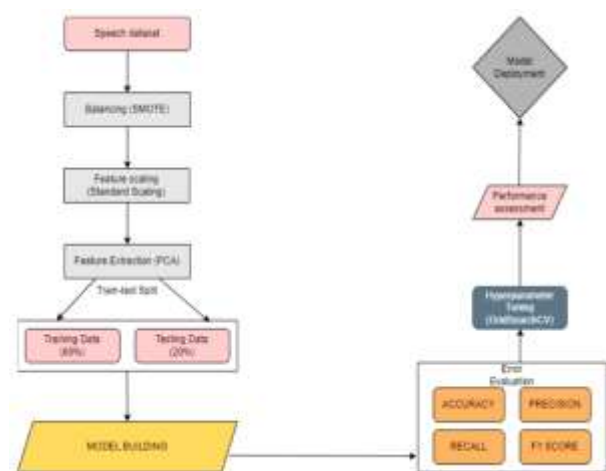 Speech dataset
Balancing (SMOTE)
Feature scaling
(Standard Scaling)
Feature Extraction (PCA)
Train-test Split
Training Data
(80%)
Testing Data
(20%)
MODEL BUILDING
Error
Evaluation
ACCURACY
PRECISION
RECALL
F1 SCORE
Hyperparameter
Tuning
(GridSearchCV)
Performance
assessment
Model
Deployment